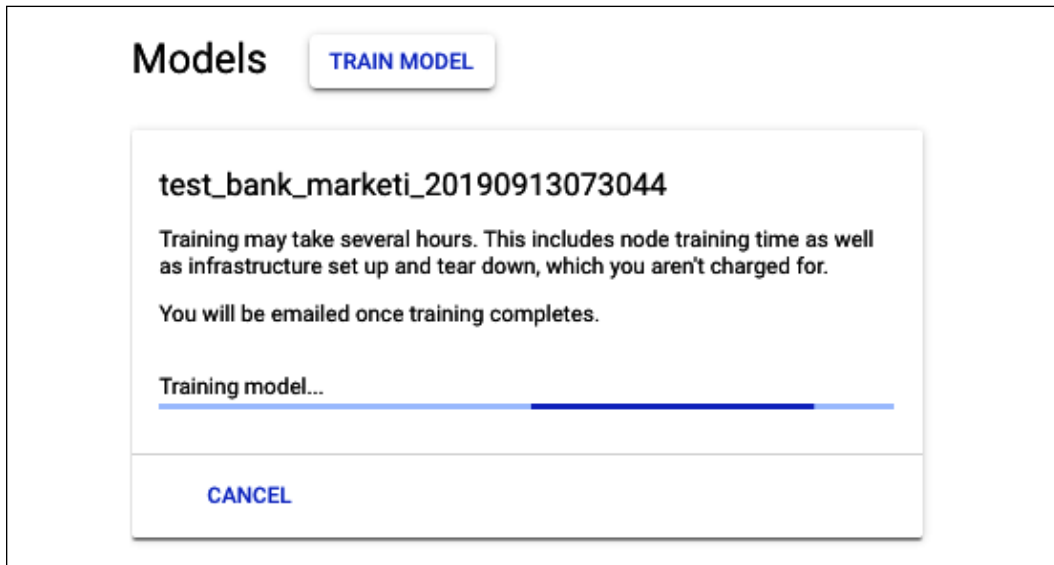 Models
TRAIN MODEL
test_bank_marketi_20190913073044
Training may take several hours. This includes node training time as well
as infrastructure set up and tear down, which you aren't charged for.
You will be emailed once training completes.
Training model...
CANCEL